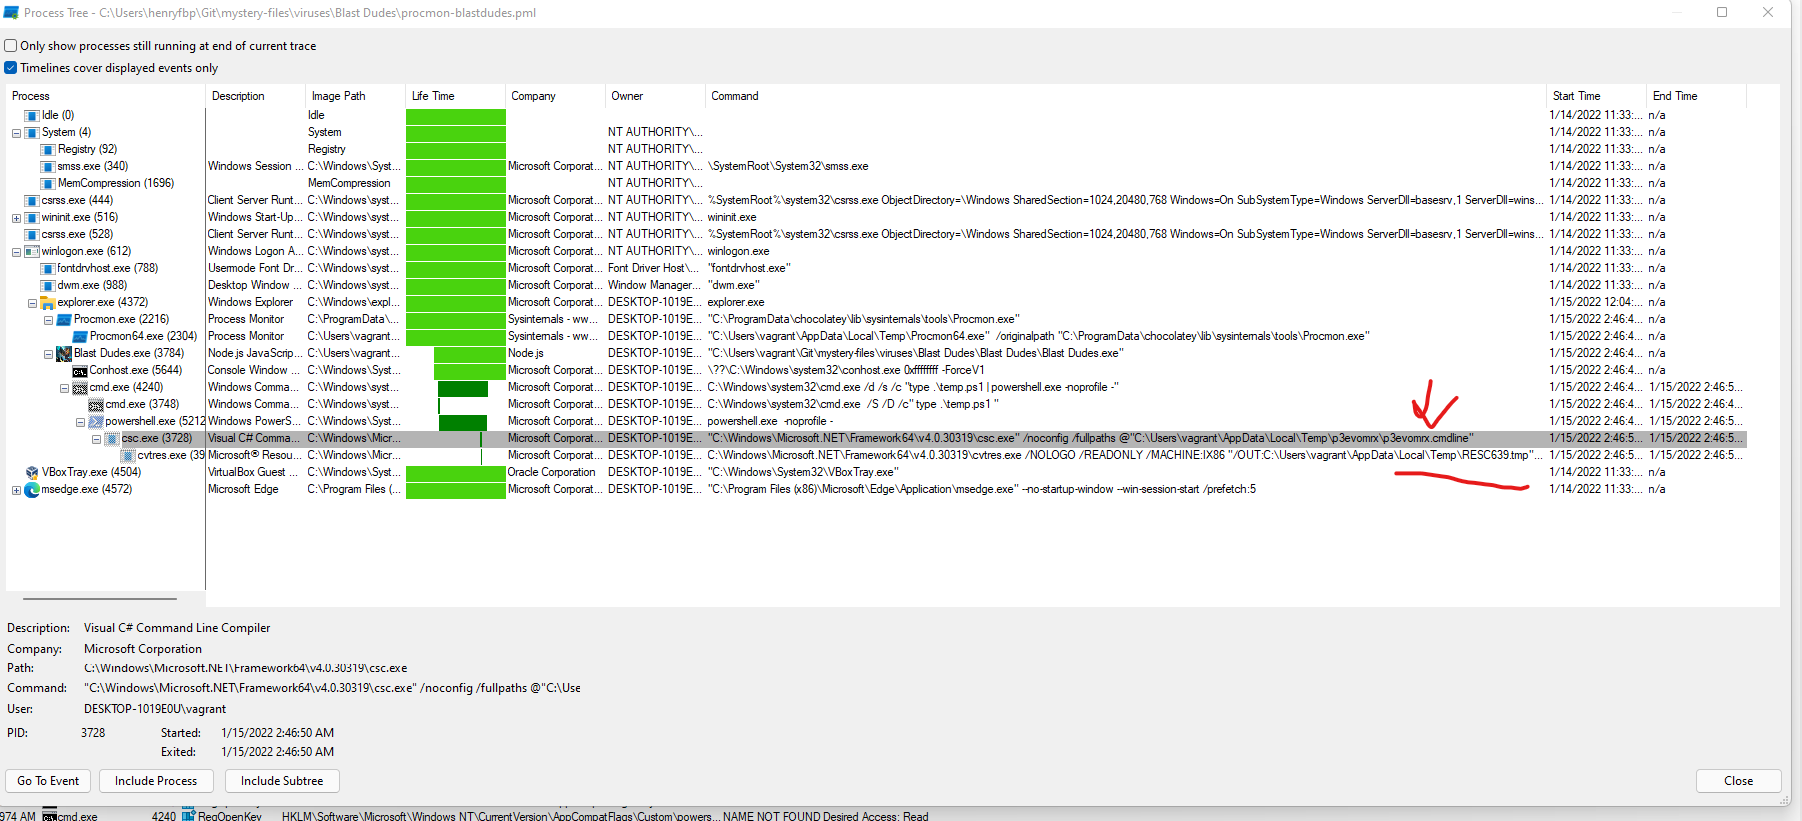 Process Tree - C:\Users\henryfbp\Git\mystery-files\viruses\Blast Dudes\procmon-blastdudes.pml
Only show processes still running at end of current trace
Timelines cover displayed events only
Process Description Image Path Life Time Company Owner Command Start Time End Time
Idle (0) Idle 1/14/2022 11:33:... n/a
System (4) System NT AUTHORITY\... 1/14/2022 11:33:... n/a
Registry (92) Registry NT AUTHORITY\... 1/14/2022 11:33:... n/a
smss.exe (340) Windows Session ... C:\Windows\Syst... Microsoft Corporat... NT AUTHORITY\... \SystemRoot\System32\smss.exe 1/14/2022 11:33:... n/a
MemCompression (1696) MemCompression NT AUTHORITY\... 1/14/2022 11:33:... n/a
csrss.exe (444) Client Server Runt... C:\Windows\syst... Microsoft Corporat... NT AUTHORITY\... %SystemRoot%\system32\csrss.exe ObjectDirectory=\Windows SharedSection=1024,20480,768 Windows=On SubSystemType=Windows ServerDll=basesrv,1 ServerDll=wins... 1/14/2022 11:33:... n/a
wininit.exe (516) Windows Start-Up... C:\Windows\syst... Microsoft Corporat... NT AUTHORITY\... wininit.exe 1/14/2022 11:33:... n/a
csrss.exe (528) Client Server Runt... C:\Windows\syst... Microsoft Corporat... NT AUTHORITY\... %SystemRoot%\system32\csrss.exe ObjectDirectory=\Windows SharedSection=1024,20480,768 Windows=On SubSystemType=Windows ServerDll=basesrv,1 ServerDll=wins... 1/14/2022 11:33:... n/a
winlogon.exe (612) Windows Logon A... C:\Windows\syst... Microsoft Corporat... NT AUTHORITY\... winlogon.exe 1/14/2022 11:33:... n/a
fontdrvhost.exe (788) Usermode Font Dr... C:\Windows\syst... Microsoft Corporat... Font Driver Host\... "fontdrvhost.exe" 1/14/2022 11:33:... n/a
dwm.exe (988) Desktop Window ... C:\Windows\syst... Microsoft Corporat... Window Manager... "dwm.exe" 1/14/2022 11:33:... n/a
explorer.exe (4372) Windows Explorer C:\Windows\expl... Microsoft Corporat... DESKTOP-1019E... explorer.exe 1/15/2022 12:04:... n/a
Procmon.exe (2216) Process Monitor C:\ProgramData\... Sysinternals - ww... DESKTOP-1019E... "C:\ProgramData\chocolatey\lib\sysinternals\tools\Procmon.exe" 1/15/2022 2:46:4... n/a
Procmon64.exe (2304) Process Monitor C:\Users\vagrant... Sysinternals - ww... DESKTOP-1019E... "C:\Users\vagrant\AppData\Local\Temp\Procmon64.exe" /originalpath "C:\ProgramData\chocolatey\lib\sysinternals\tools\Procmon.exe" 1/15/2022 2:46:4... n/a
Blast Dudes.exe (3784) Node.js JavaScrip... C:\Users\vagrant... Node.js DESKTOP-1019E... "C:\Users\vagrant\Git\mystery-files\viruses\Blast Dudes\Blast Dudes\Blast Dudes.exe" 1/15/2022 2:46:4... n/a
Conhost.exe (5644) Console Window ... C:\Windows\syst... Microsoft Corporat... DESKTOP-1019E... \??\C:\Windows\system32\conhost.exe 0xffffffff -ForceV1 1/15/2022 2:46:4... n/a
cmd.exe (4240) Windows Comma... C:\Windows\syst... Microsoft Corporat... DESKTOP-1019E... C:\Windows\system32\cmd.exe /d /s /c "type .\temp.ps1 | powershell.exe -noprofile -" 1/15/2022 2:46:4... 1/15/2022 2:46:5...
cmd.exe (3748) Windows Comma... C:\Windows\syst... Microsoft Corporat... DESKTOP-1019E... C:\Windows\system32\cmd.exe /S /D /c" type .\temp.ps1 " 1/15/2022 2:46:4... 1/15/2022 2:46:4...
powershell.exe (5212 Windows PowerS... C:\Windows\Syst... Microsoft Corporat... DESKTOP-1019E... powershell.exe -noprofile - 1/15/2022 2:46:4... 1/15/2022 2:46:5...
csc.exe (3728) Visual C# Comma... C:\Windows\Micr... Microsoft Corporat... DESKTOP-1019E... "C:\Windows\Microsoft.NET\Framework64\v4.0.30319\csc.exe" /noconfig /fullpaths @"C:\Users\vagrant\AppData\Local\Temp\p3evomrx\p3evomrx.cmdline" 1/15/2022 2:46:5... 1/15/2022 2:46:5...
cvtres.exe (39 Microsoft® Resou... C:\Windows\Micr... Microsoft Corporat... DESKTOP-1019E... C:\Windows\Microsoft.NET\Framework64\v4.0.30319\cvtres.exe /NOLOGO /READONLY /MACHINE:IX86 "/OUT:C:\Users\vagrant\AppData\Local\Temp\RESC639.tmp"... 1/15/2022 2:46:5... 1/15/2022 2:46:5...
VBoxTray.exe (4504) VirtualBox Guest ... C:\Windows\Syst... Oracle Corporation DESKTOP-1019E... "C:\Windows\System32\VBoxTray.exe" 1/15/2022 2:46:4... n/a
msedge.exe (4572) Microsoft Edge C:\Program Files (... Microsoft Corporat... DESKTOP-1019E... "C:\Program Files (x86)\Microsoft\Edge\Application\msedge.exe" --no-startup-window --win-session-start /prefetch:5 1/14/2022 11:33:... n/a
Description: Visual C# Command Line Compiler
Company: Microsoft Corporation
Path: C:\Windows\Microsoft.NET\Framework64\v4.0.30319\csc.exe
Command: "C:\Windows\Microsoft.NET\Framework64\v4.0.30319\csc.exe" /noconfig /fullpaths @"C:\Use
User: DESKTOP-1019E0U\vagrant
PID: 3728 Started: 1/15/2022 2:46:50 AM
Exited: 1/15/2022 2:46:50 AM
Go To Event Include Process Include Subtree Close
974 AM cmd.exe 4240 RegOpenKey HKLM\Software\Microsoft\Windows NT\CurrentVersion\AppCompatFlags\Custom\powers... NAME NOT FOUND Desired Access: Read